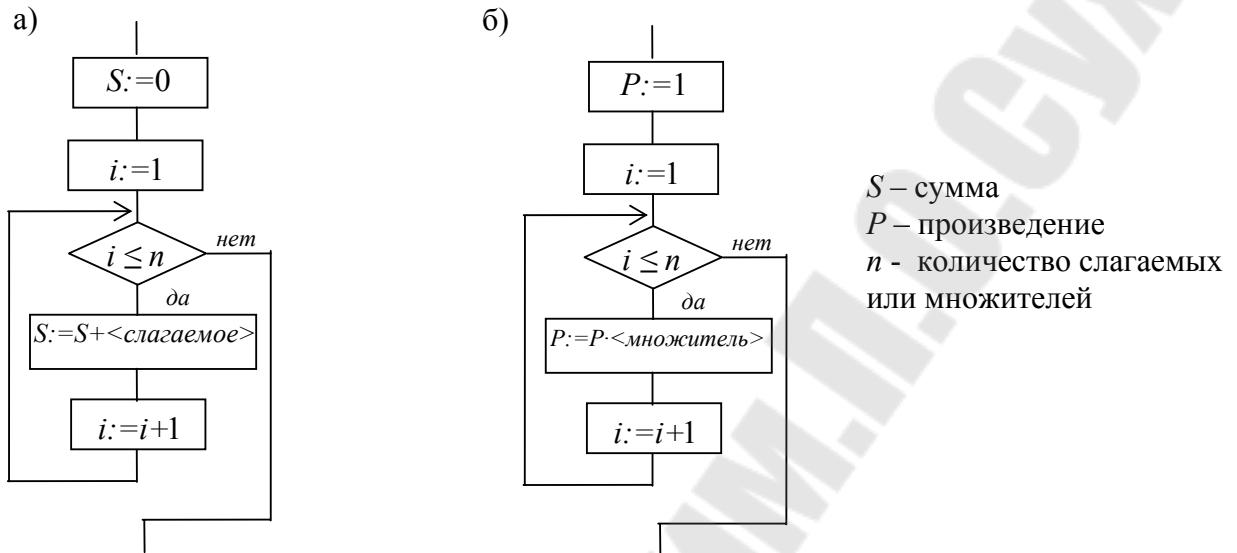 а)
S:=0
i:=1
i ≤ n
нет
да
S:=S+<слагаемое>
i:=i+1
б)
P:=1
i:=1
i ≤ n
нет
да
P:=P·<множитель>
i:=i+1
S – сумма
P – произведение
n - количество слагаемых
или множителей